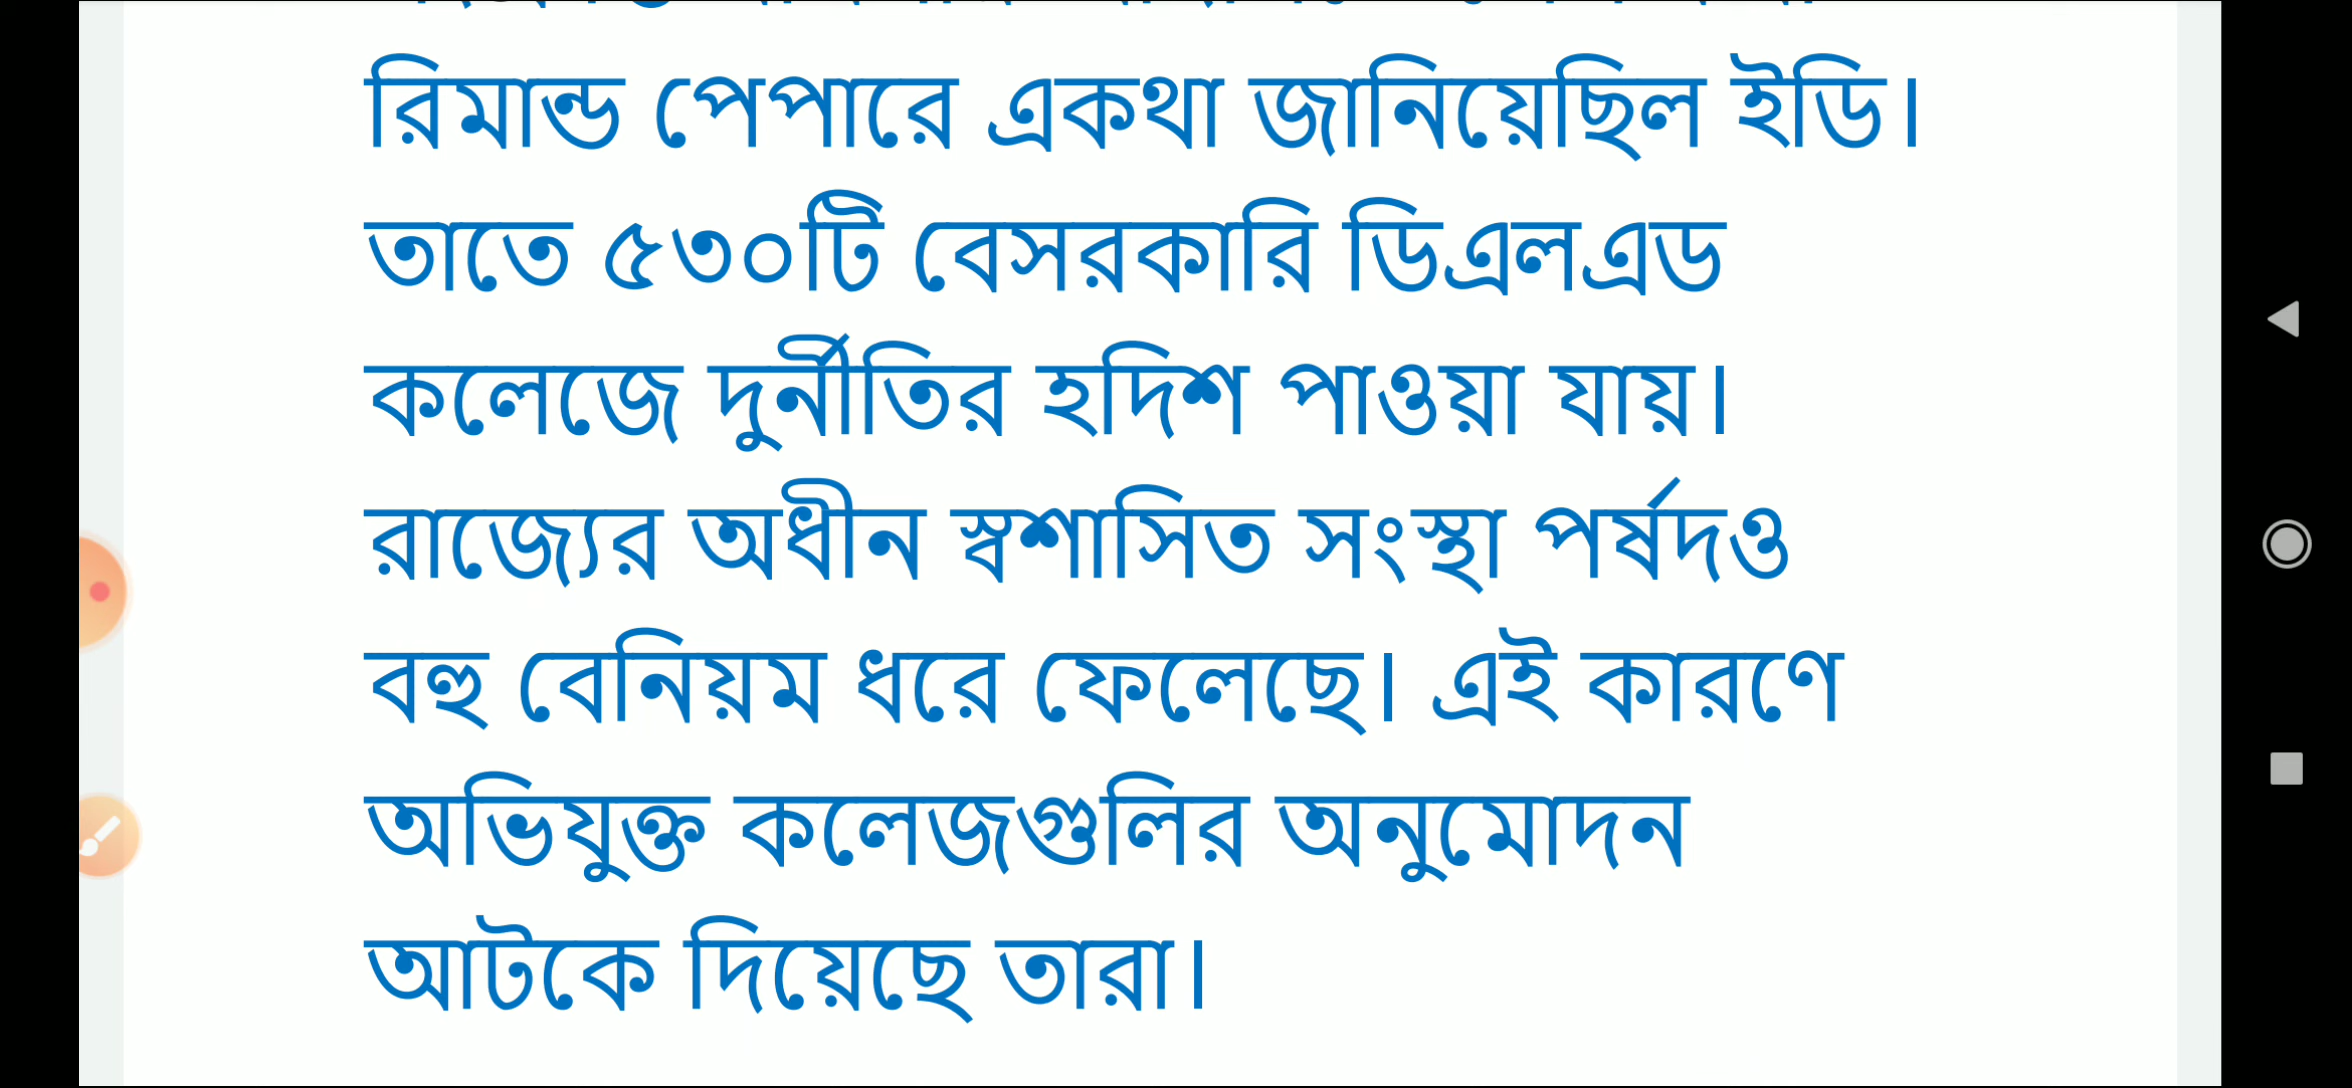 রিমান্ড পেপারে একথা জানিয়েছিল ইডি।
তাতে ৫৩০টি বেসরকারি ডিএলএড
কলেজে দুর্নীতির হদিশ পাওয়া যায়।
রাজ্যের অধীন স্বশাসিত সংস্থা পর্ষদও
বহু বেনিয়ম ধরে ফেলেছে। এই কারণে
অভিযুক্ত কলেজগুলির অনুমোদন
আটকে দিয়েছে তারা।